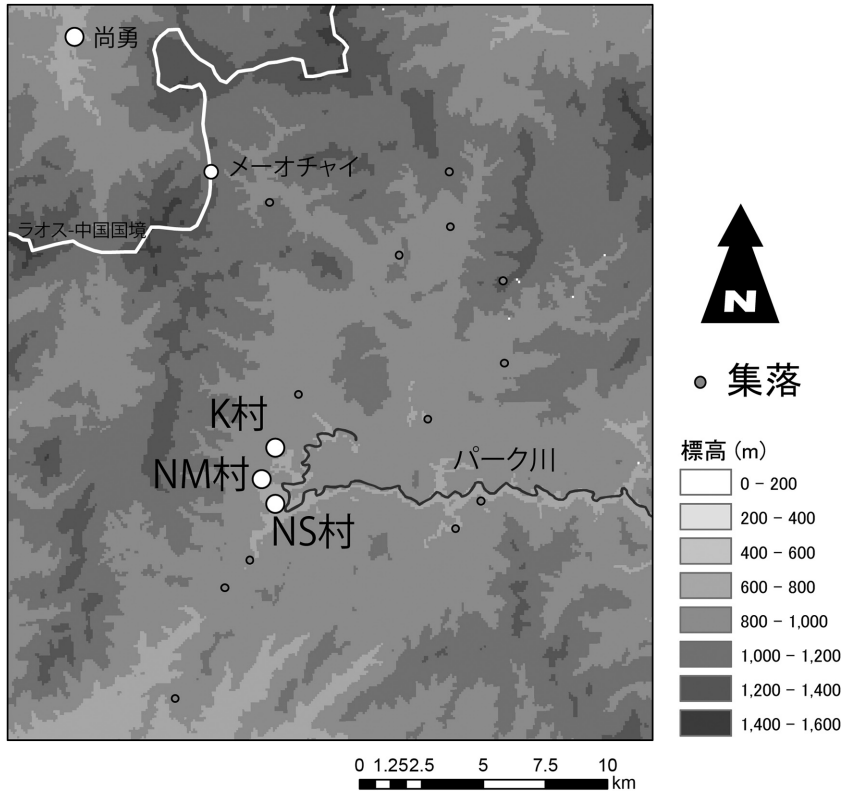 尚勇
メーオチャイ
ラオス-中国国境
K村
NM村
NS村
パーク川
N
集落
標高 (m)
0 - 200
200 - 400
400 - 600
600 - 800
800 - 1,000
1,000 - 1,200
1,200 - 1,400
1,400 - 1,600
0 1.252.5 5 7.5 10
km